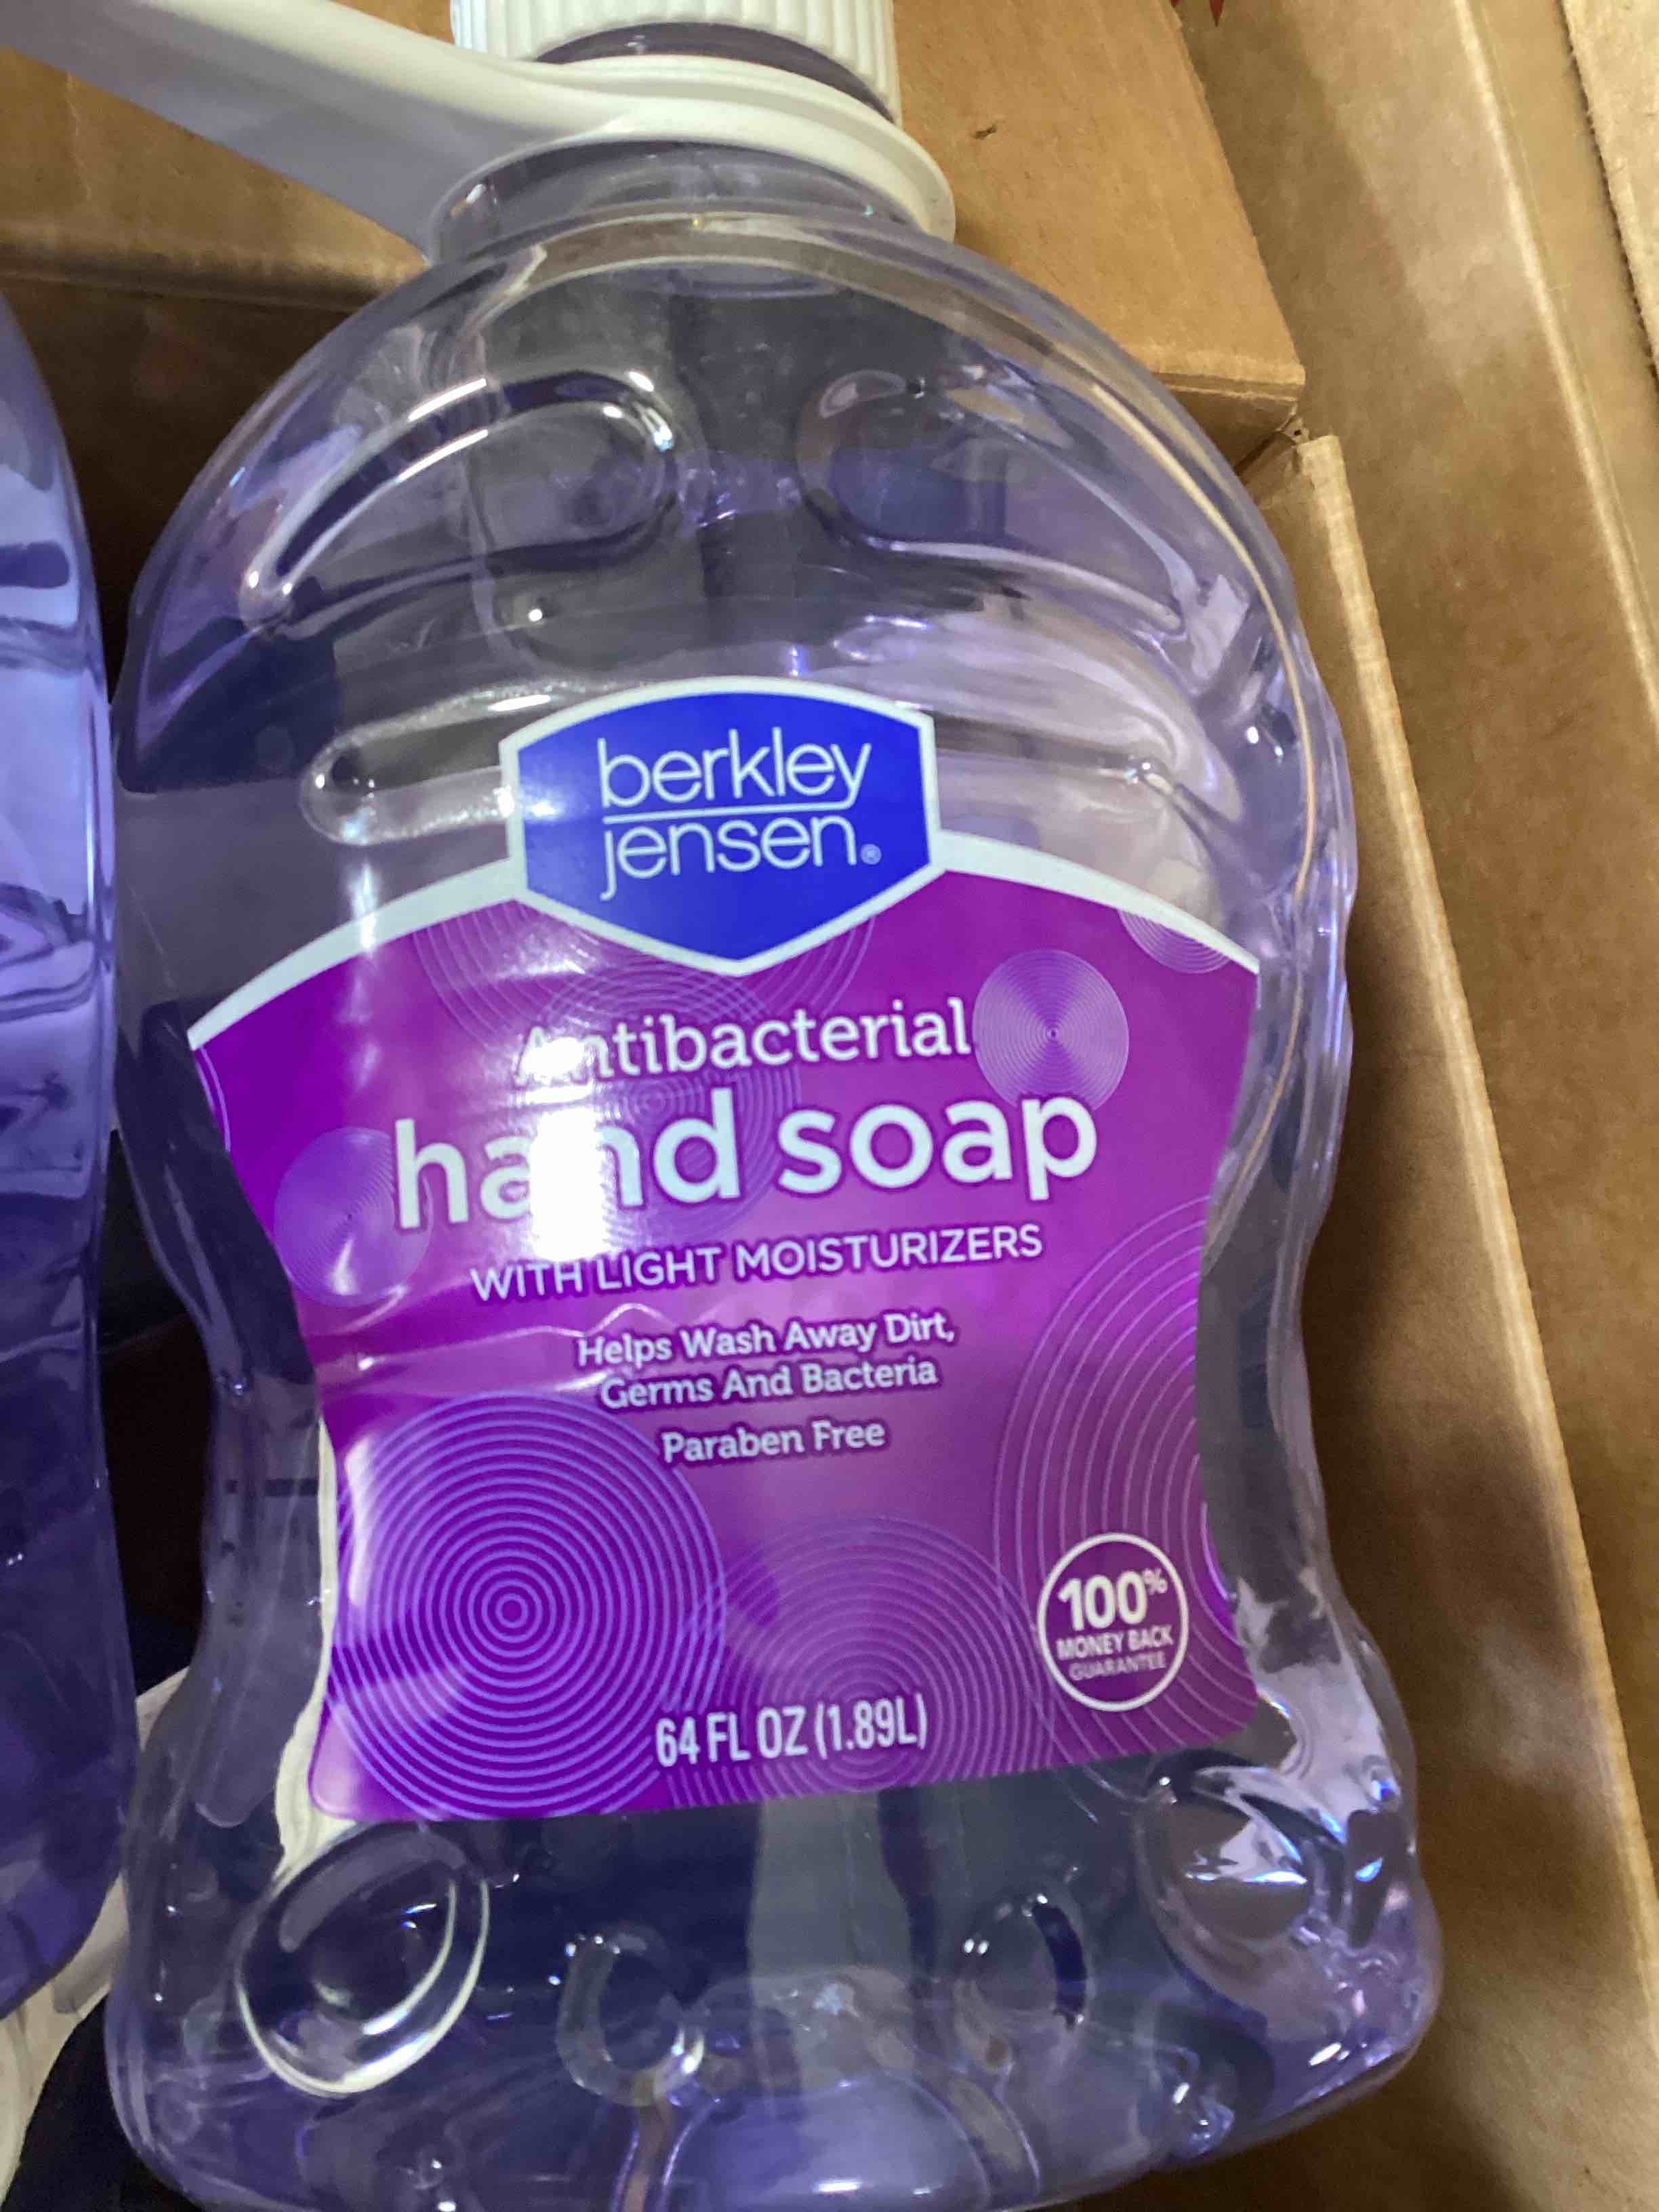 berkley
jensen®
Antibacterial
hand soap
WITH LIGHT MOISTURIZERS
Helps Wash Away Dirt,
Germs And Bacteria
Paraben Free
100%
MONEY BACK
GUARANTEE
64 FL OZ (1.89L)